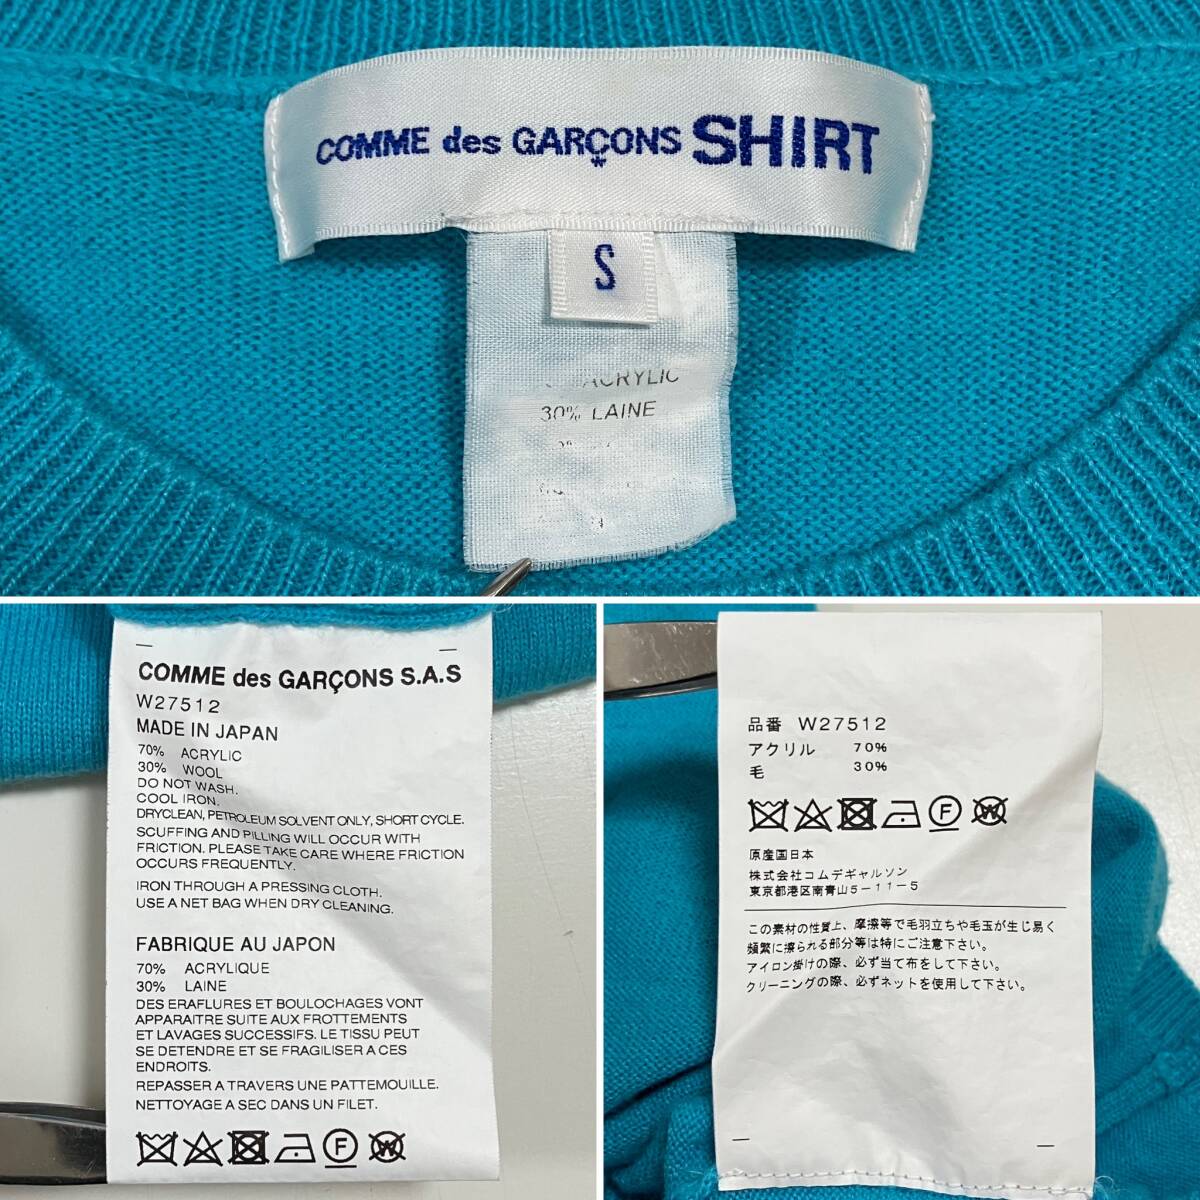 COMME des GARÇONS SHIRT
S
ACRYLIC
30% LAINE
COMME des GARÇONS S.A.S
W27512
MADE IN JAPAN
70% ACRYLIC
30% WOOL
DO NOT WASH.
COOL IRON.
DRYCLEAN, PETROLEUM SOLVENT ONLY, SHORT CYCLE.
SCUFFING AND PILLING WILL OCCUR WITH
FRICTION. PLEASE TAKE CARE WHERE FRICTION
OCCURS FREQUENTLY.
IRON THROUGH A PRESSING CLOTH.
USE A NET BAG WHEN DRY CLEANING.
FABRIQUE AU JAPON
70% ACRYLIQUE
30% LAINE
DES ERAFLURES ET BOULOCHAGES VONT
APPARAITRE SUITE AUX FROTTEMENTS
ET LAVAGES SUCCESSIFS. LE TISSU PEUT
SE DETENDRE ET SE FRAGILISER A CES
ENDROITS.
REPASSER A TRAVERS UNE PATTEMOUILLE.
NETTOYAGE A SEC DANS UN FILET.
F W
品番 W27512
アクリル 70%
毛 30%
F W
原産国日本
株式会社コムデギャルソン
東京都港区南青山5-11-5
この素材の性質上、摩擦等で毛羽立ちや毛玉が生じ易く
頻繁に擦られる部分等は特にご注意下さい。
アイロン掛けの際、必ず当て布をして下さい。
クリーニングの際、必ずネットを使用して下さい。